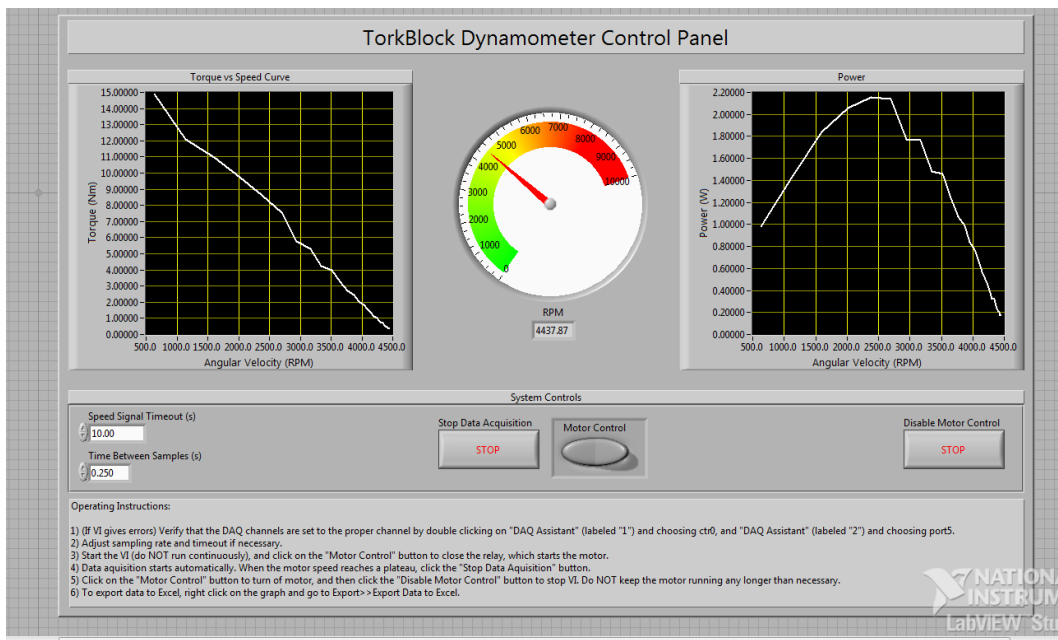 TorkBlock Dynamometer Control Panel
Torque vs Speed Curve
15.00000
14.00000
13.00000
12.00000
11.00000
10.00000
9.00000
8.00000
7.00000
6.00000
5.00000
4.00000
3.00000
2.00000
1.00000
0.00000
Torque (Nm)
500.0 1000.0 1500.0 2000.0 2500.0 3000.0 3500.0 4000.0 4500.0
Angular Velocity (RPM)
0
1000
2000
3000
4000
5000
6000
7000
8000
9000
10000
RPM
4437.87
Power
2.20000
2.00000
1.80000
1.60000
1.40000
1.20000
1.00000
0.80000
0.60000
0.40000
0.20000
0.00000
Power (W)
500.0 1000.0 1500.0 2000.0 2500.0 3000.0 3500.0 4000.0 4500.0
Angular Velocity (RPM)
System Controls
Speed Signal Timeout (s)
10.00
Time Between Samples (s)
0.250
Stop Data Acquisition
STOP
Motor Control
Disable Motor Control
STOP
Operating Instructions:
1) (If VI gives errors) Verify that the DAQ channels are set to the proper channel by double clicking on "DAQ Assistant" (labeled "1") and choosing ctr0, and "DAQ Assistant" (labeled "2") and choosing port5.
2) Adjust sampling rate and timeout if necessary.
3) Start the VI (do NOT run continuously), and click on the "Motor Control" button to close the relay, which starts the motor.
4) Data aquisition starts automatically. When the motor speed reaches a plateau, click the "Stop Data Aquisition" button.
5) Click on the "Motor Control" button to turn of motor, and then click the "Disable Motor Control" button to stop VI. Do NOT keep the motor running any longer than necessary.
6) To export data to Excel, right click on the graph and go to Export>>Export Data to Excel.
NATIONA
INSTRUM
LabVIEW Stu